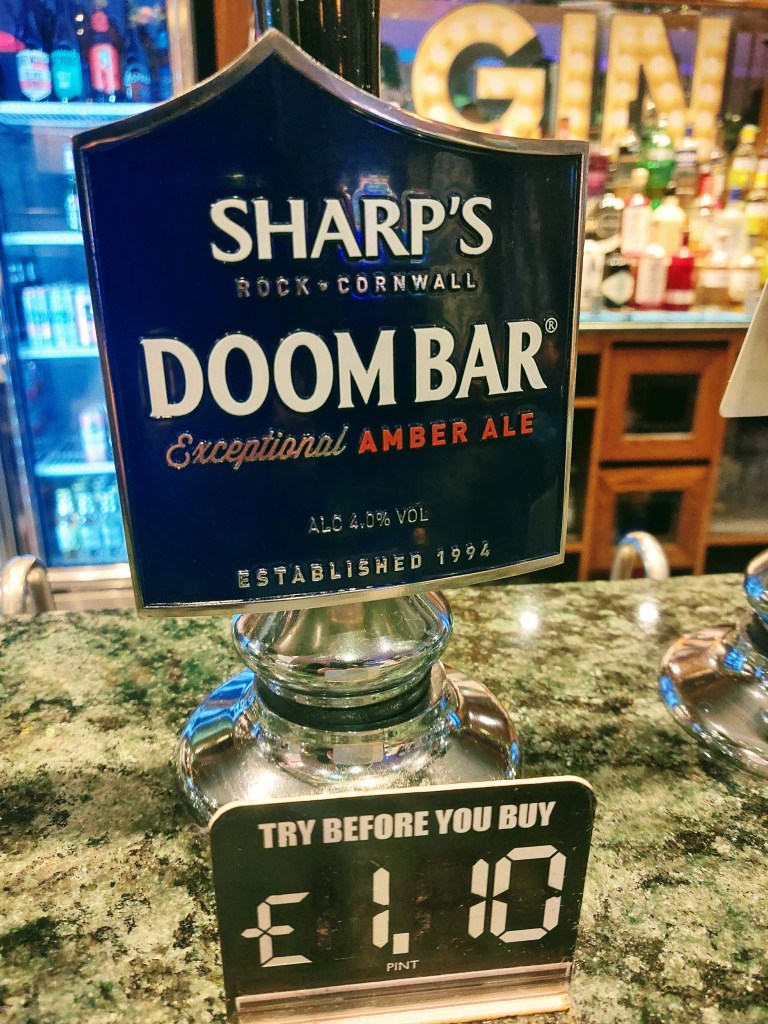 GIN
SHARP'S
ROCK • CORNWALL
DOOM BAR®
Exceptional AMBER ALE
ALC 4.0% VOL
ESTABLISHED 1994
TRY BEFORE YOU BUY
£1.10
PINT